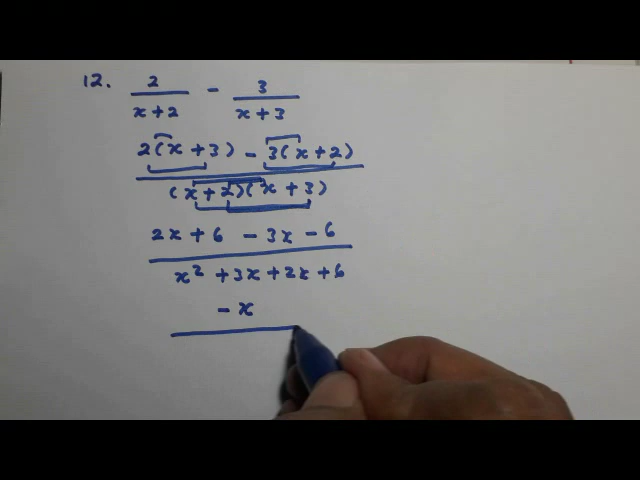 12. 2/(x+2) - 3/(x+3)
2(x+3) - 3(x+2)
(x+2)(x+3)
2x+6 - 3x - 6
x² + 3x + 2x + 6
- x